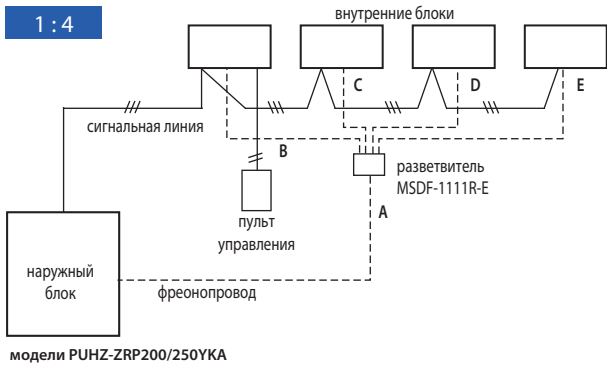 1 : 4
внутренние блоки
C
D
E
сигнальная линия
B
разветвитель
MSDF-1111R-E
A
пульт
управления
наружный
блок
фреонопровод
модели PUHZ-ZRP200/250YKA